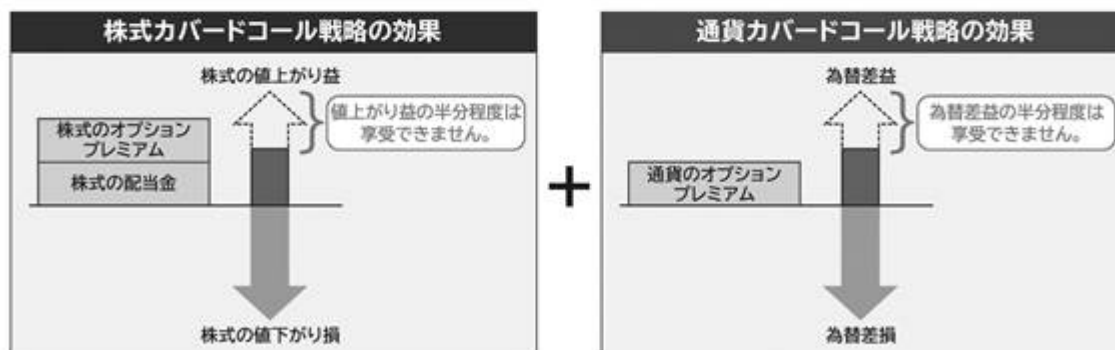 株式カバードコール戦略の効果
株式の値上がり益
値上がり益の半分程度は
享受できません。
株式のオプション
プレミアム
株式の配当金
株式の値下がり損
+
通貨カバードコール戦略の効果
為替差益
為替差益の半分程度は
享受できません。
通貨のオプション
プレミアム
為替差損